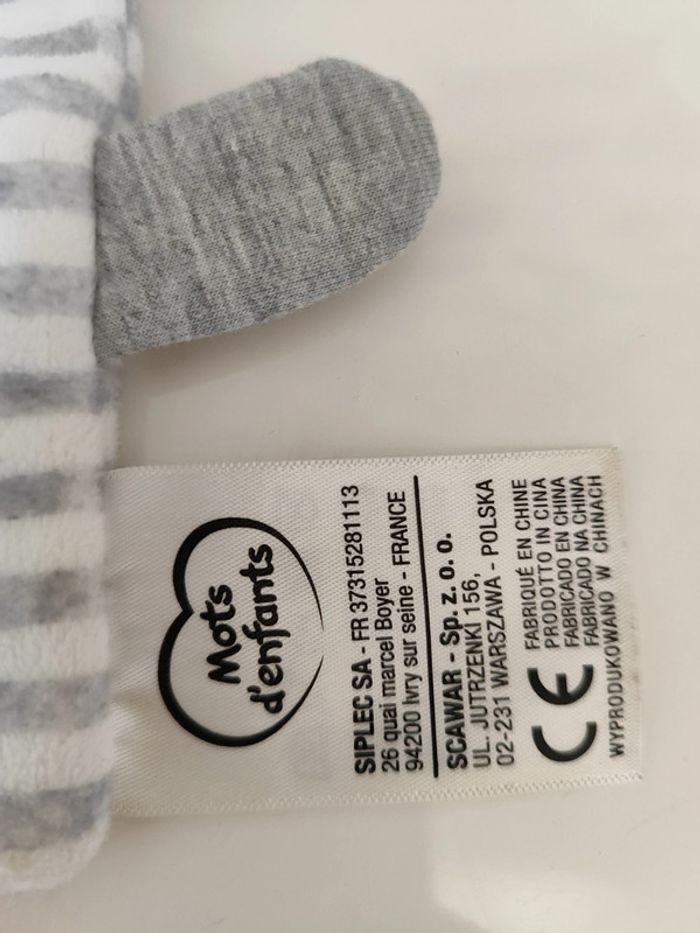 Mots
d'enfants
SIPLEC SA - FR 37315281113
26 quai marcel Boyer
94200 Ivry sur seine - FRANCE
SCAWAR - Sp. z. o. o.
UL. JUTRZENKI 156,
02-231 WARSZAWA - POLSKA
CE
FABRIQUÉ EN CHINE
PRODOTTO IN CINA
FABRICADO EN CHINA
FABRICADO NA CHINA
WYPRODUKOWANO W CHINACH